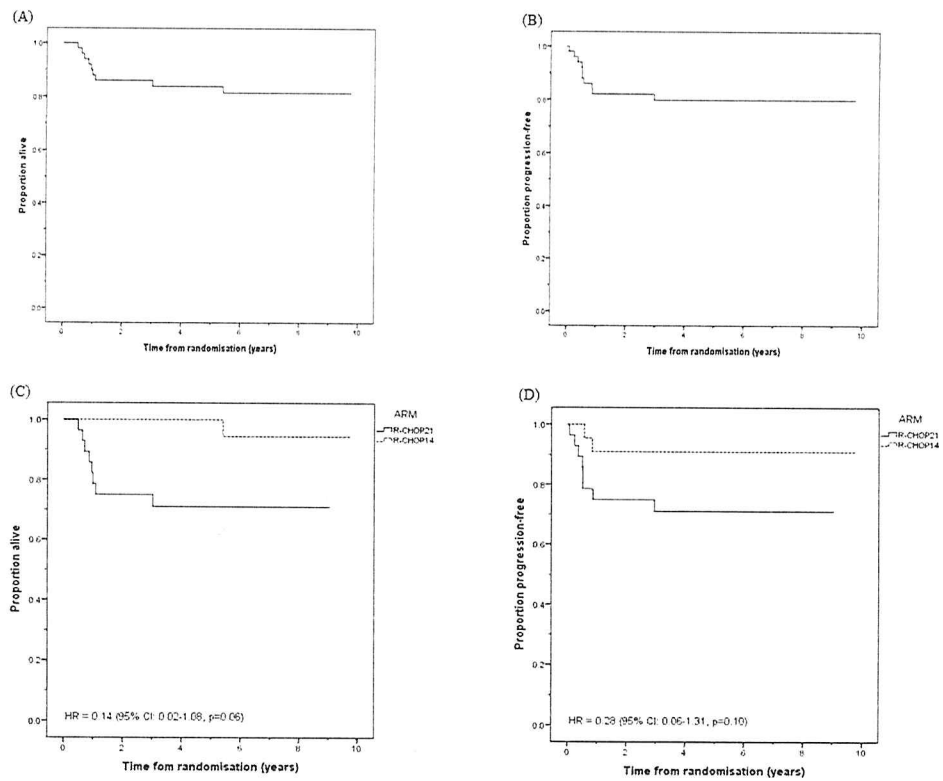 (A)
1.0
0.8
0.6
0.4
0.2
0.0
Proportion alive
0 2 4 6 8 10
Time from randomisation (years)
(B)
1.0
0.8
0.6
0.4
0.2
0.0
Proportion progression-free
0 2 4 6 8 10
Time from randomisation (years)
(C)
1.0
0.8
0.6
0.4
0.2
0.0
Proportion alive
ARM
R-CHOP21
R-CHOP14
HR = 0.14 (95% CI: 0.02-1.08, p=0.06)
0 2 4 6 8 10
Time fom randomisation (years)
(D)
1.0
0.8
0.6
0.4
0.2
0.0
Proportion progression-free
ARM
R-CHOP21
R-CHOP14
HR = 0.28 (95% CI: 0.06-1.31, p=0.10)
0 2 4 6 8 10
Time from randomisation (years)